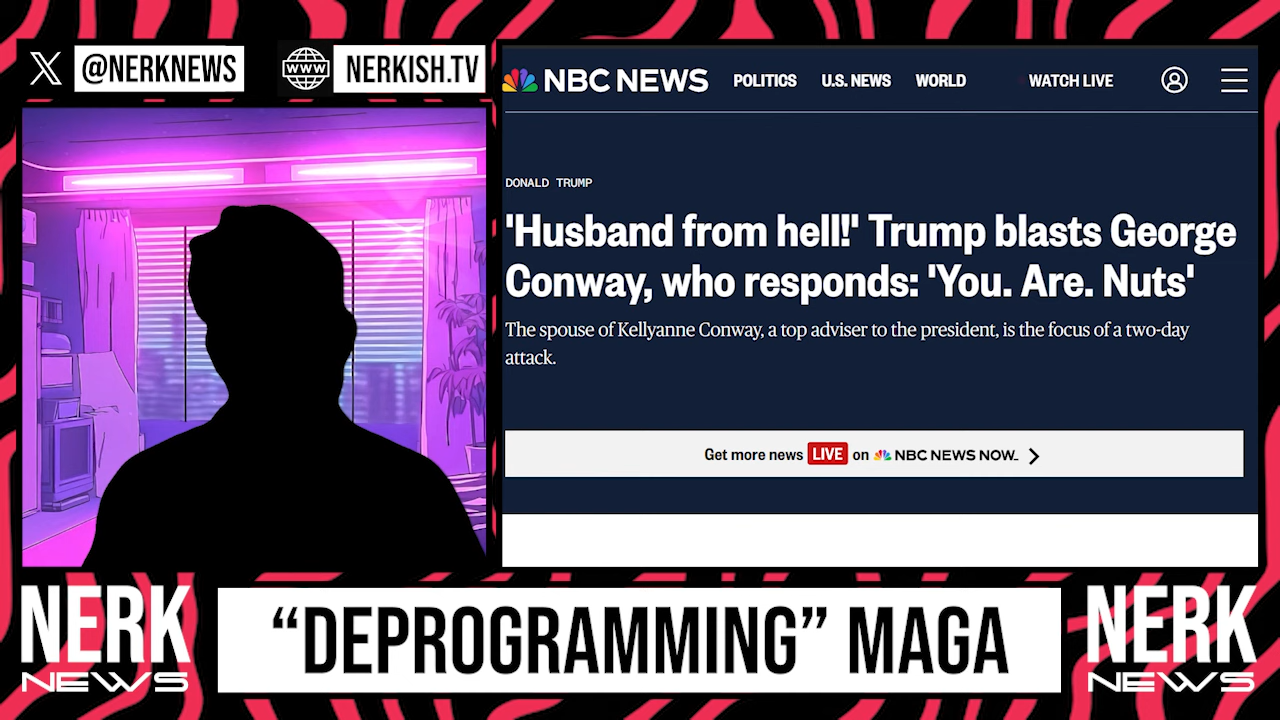 X @NERKNEWS WWW NERKISH.TV
NBC NEWS POLITICS U.S. NEWS WORLD WATCH LIVE
DONALD TRUMP
'Husband from hell!' Trump blasts George
Conway, who responds: 'You. Are. Nuts'
The spouse of Kellyanne Conway, a top adviser to the president, is the focus of a two-day
attack.
Get more news LIVE on NBC NEWS NOW
NERK
NEWS
“DEPROGRAMMING” MAGA
NERK
NEWS